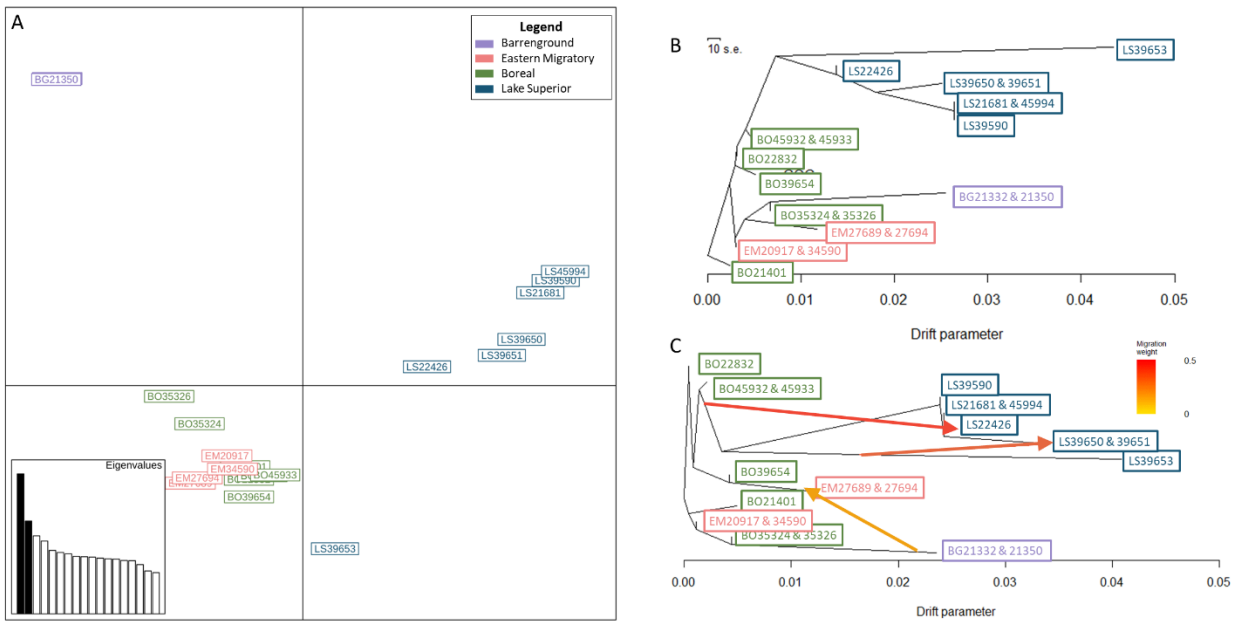 A
Legend
Barrenground
Eastern Migratory
Boreal
Lake Superior
BG21350
LS45994
LS39590
LS21681
LS39650
LS39651
LS22426
BO35326
BO35324
EM20917
EM34590
EM27694
BO45933
BO39654
LS39653
Eigenvalues
B
10 s.e.
LS39653
LS22426
LS39650 & 39651
LS21681 & 45994
LS39590
BO45932 & 45933
BO22832
BO39654
BG21332 & 21350
BO35324 & 35326
EM27689 & 27694
EM20917 & 34590
BO21401
0.00 0.01 0.02 0.03 0.04 0.05
Drift parameter
C
Migration
weight
0.5
0
BO22832
BO45932 & 45933
LS39590
LS21681 & 45994
LS22426
LS39650 & 39651
LS39653
BO39654
EM27689 & 27694
BO21401
EM20917 & 34590
BO35324 & 35326
BG21332 & 21350
0.00 0.01 0.02 0.03 0.04 0.05
Drift parameter